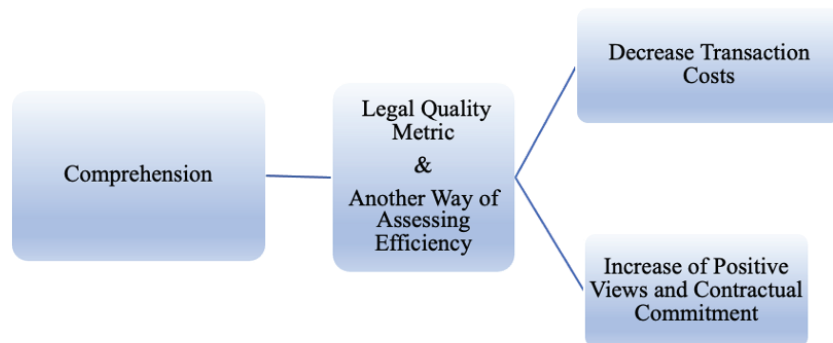 Comprehension
Legal Quality
Metric
&
Another Way of
Assessing
Efficiency
Decrease Transaction
Costs
Increase of Positive
Views and Contractual
Commitment